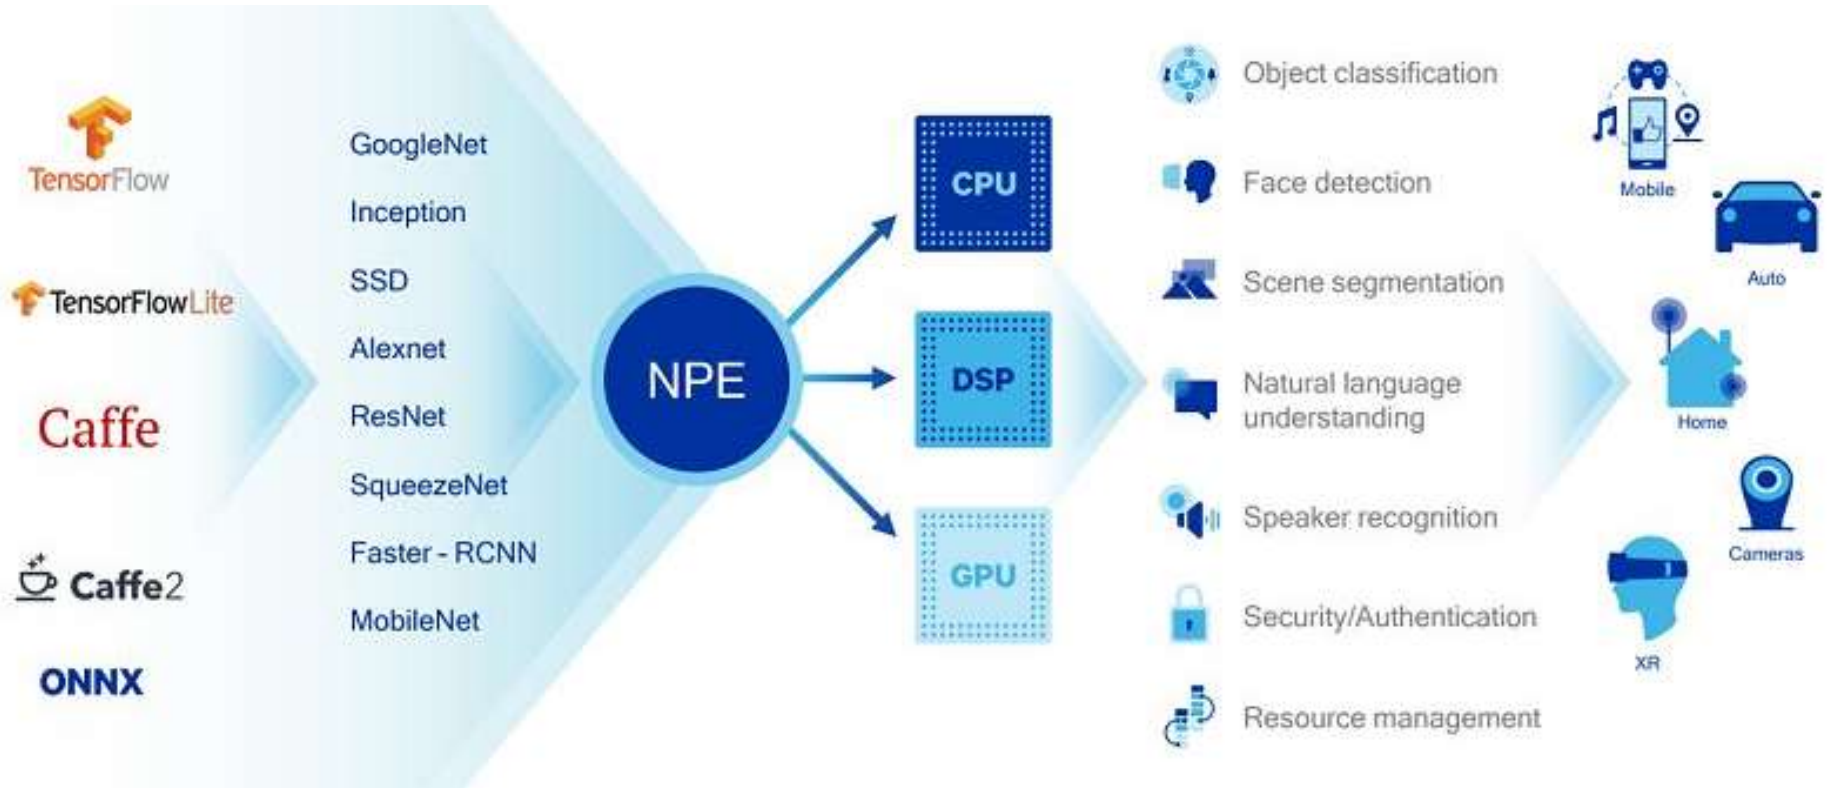 TensorFlow
TensorFlowLite
Caffe
Caffe2
ONNX
GoogleNet
Inception
SSD
Alexnet
ResNet
SqueezeNet
Faster - RCNN
MobileNet
NPE
CPU
DSP
GPU
Object classification
Face detection
Scene segmentation
Natural language
understanding
Speaker recognition
Security/Authentication
Resource management
Mobile
Auto
Home
Cameras
XR